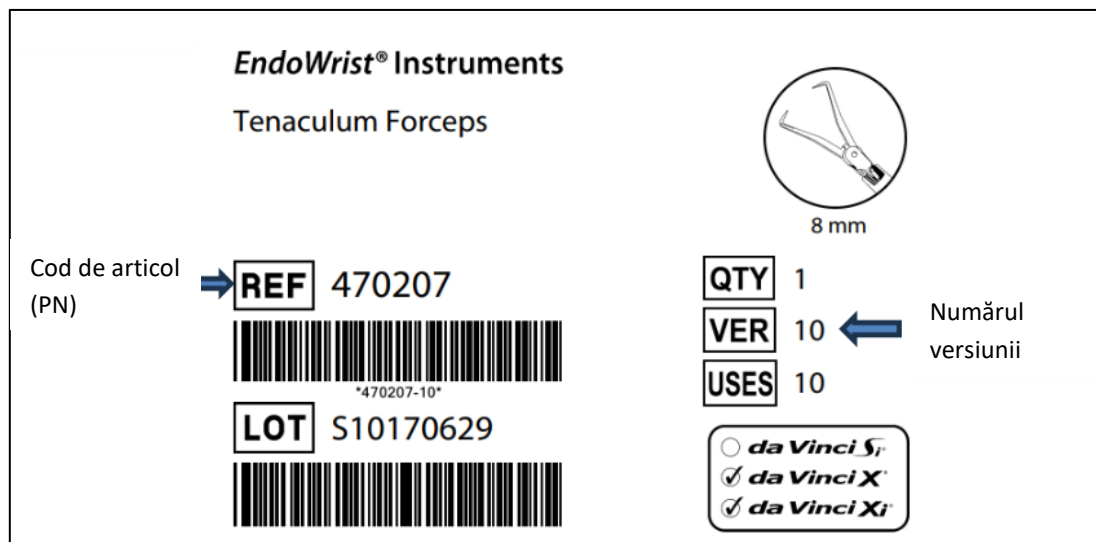 EndoWrist® Instruments
Tenaculum Forceps
8 mm
Cod de articol
(PN)
REF 470207
*470207-10*
LOT S10170629
QTY 1
VER 10
USES 10
Numărul
versiunii
da Vinci Si
da Vinci X
da Vinci Xi